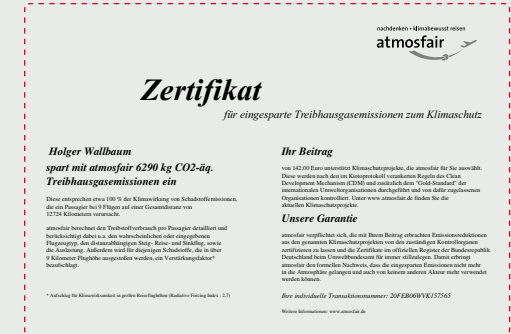 nachdenken • klimabewusst reisen
atmosfair
Zertifikat
für eingesparte Treibhausgasemissionen zum Klimaschutz
Holger Wallbaum
spart mit atmosfair 6290 kg CO2-äq.
Treibhausgasemissionen ein
Diese entsprechen etwa 100 % der Klimawirkung von Schadstoffemissionen,
die ein Passagier bei 9 Flügen auf einer Gesamtdistanz von
12724 Kilometern verursacht.
atmosfair berechnet den Treibstoffverbrauch pro Passagier detailliert und
berücksichtigt dabei u.a. den wahrscheinlichen oder eingegebenen
Flugzeugtyp, den distanzabhängigen Steig- Reise- und Sinkflug, sowie
die Auslastung. Außerdem wird für diejenigen Schadstoffe, die in über
9 Kilometer Flughöhe ausgestoßen werden, ein Verstärkungsfaktor*
beaufschlagt.
* Aufschlag für Klimawirksamkeit in großen Reiseflughöhen (Radiative Forcing Index : 2,7)
Ihr Beitrag
von 142,00 Euro unterstützt Klimaschutzprojekte, die atmosfair für Sie auswählt.
Diese werden nach den im Kiotoprotokoll verankerten Regeln des Clean
Development Mechanism (CDM) und zusätzlich dem "Gold-Standard" der
internationalen Umweltorganisationen durchgeführt und von dafür zugelassenen
Organisationen kontrolliert. Unter www.atmosfair.de finden Sie die
aktuellen Klimaschutzprojekte.
Unsere Garantie
atmosfair verpflichtet sich, die mit Ihrem Beitrag erbrachten Emissionsreduktionen
aus den genannten Klimaschutzprojekten von den zuständigen Kontrollorganen
zertifizieren zu lassen und die Zertifikate im offiziellen Register der Bundesrepublik
Deutschland beim Umweltbundesamt für immer stillzulegen. Damit erbringt
atmosfair den formellen Nachweis, dass die eingesparten Emissionen nicht mehr
in die Atmosphäre gelangen und auch von keinem anderen Akteur mehr verwendet
werden können.
Ihre individuelle Transaktionsnummer: 20FEB06WVK157565
Weitere Informationen: www.atmosfair.de